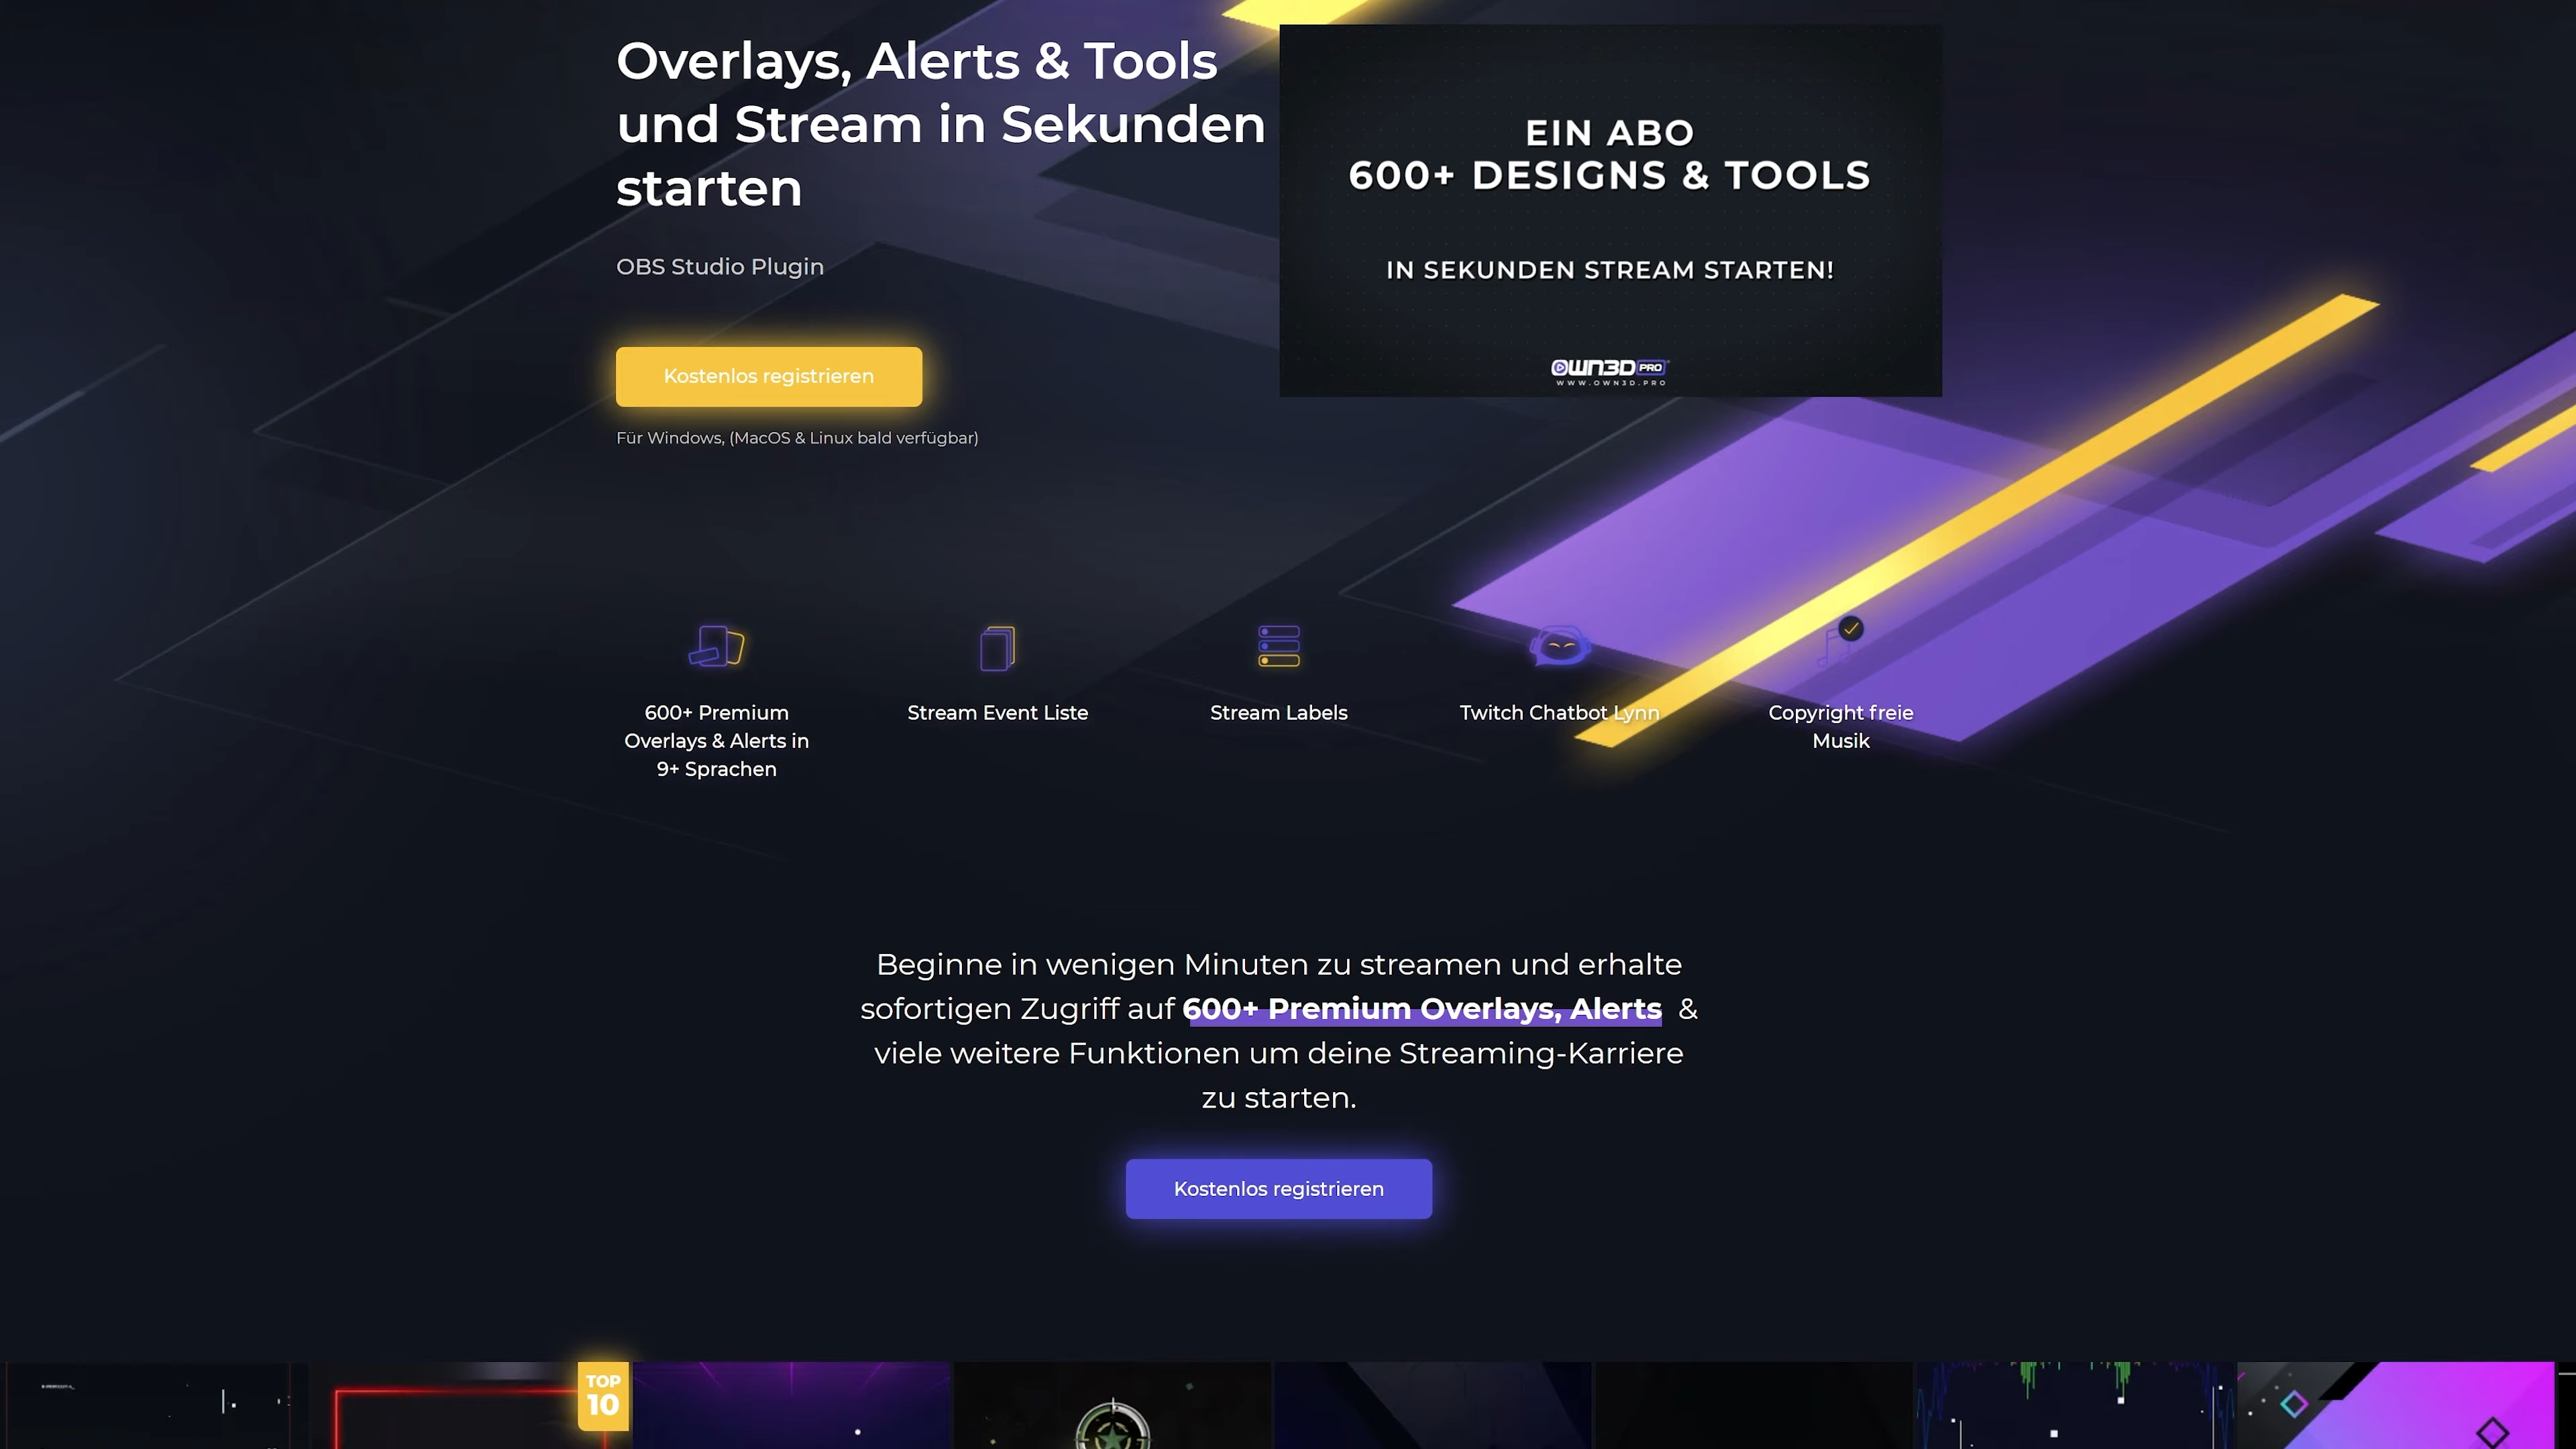 Overlays, Alerts & Tools
und Stream in Sekunden
starten
OBS Studio Plugin
Kostenlos registrieren
Für Windows, (MacOS & Linux bald verfügbar)
EIN ABO
600+ DESIGNS & TOOLS
IN SEKUNDEN STREAM STARTEN!
OWN3D PRO
WWW.OWN3D.PRO
600+ Premium
Overlays & Alerts in
9+ Sprachen
Stream Event Liste
Stream Labels
Twitch Chatbot Lynn
Copyright freie
Musik
Beginne in wenigen Minuten zu streamen und erhalte
sofortigen Zugriff auf 600+ Premium Overlays, Alerts &
viele weitere Funktionen um deine Streaming-Karriere
zu starten.
Kostenlos registrieren
TOP
10